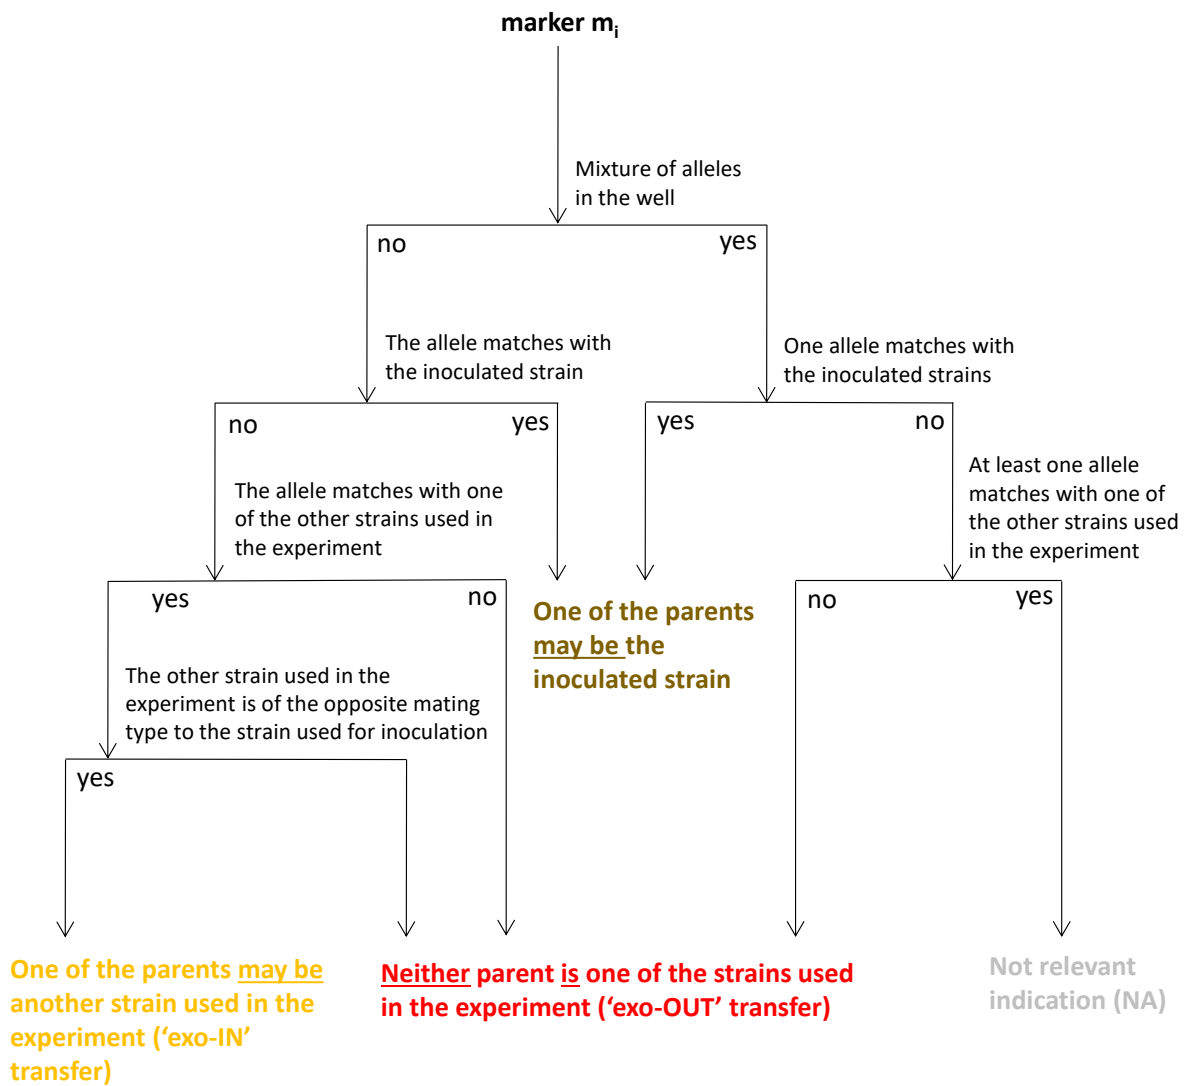 marker mi
Mixture of alleles
in the well
no
yes
The allele matches with
the inoculated strain
One allele matches with
the inoculated strains
no
yes
yes
no
The allele matches with one
of the other strains used in
the experiment
At least one allele
matches with one of
the other strains used
in the experiment
yes
no
no
yes
One of the parents
may be the
inoculated strain
The other strain used in the
experiment is of the opposite mating
type to the strain used for inoculation
yes
One of the parents may be
another strain used in the
experiment (‘exo-IN’
transfer)
Neither parent is one of the strains used
in the experiment (‘exo-OUT’ transfer)
Not relevant
indication (NA)